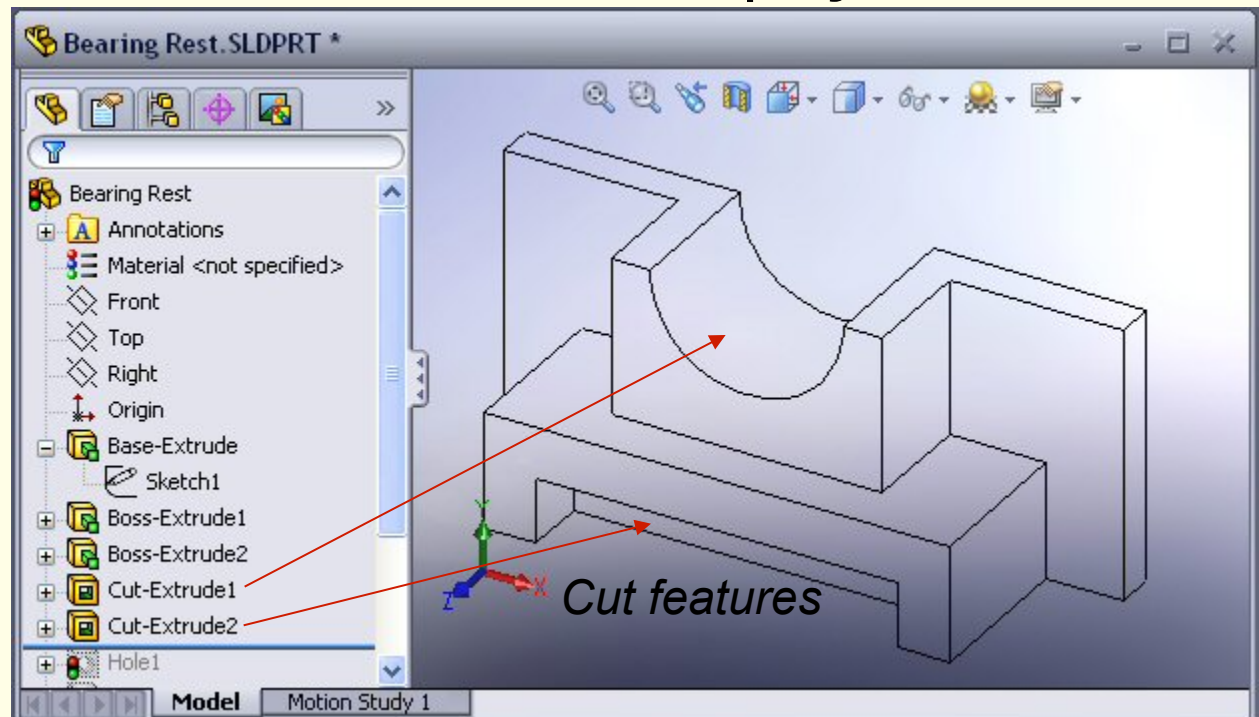 Bearing Rest.SLDPRT *
Bearing Rest
A Annotations
Material <not specified>
Front
Top
Right
Origin
Base-Extrude
Sketch1
Boss-Extrude1
Boss-Extrude2
Cut-Extrude1
Cut-Extrude2
Hole1
Model Motion Study 1
Y
X
Z
Cut features